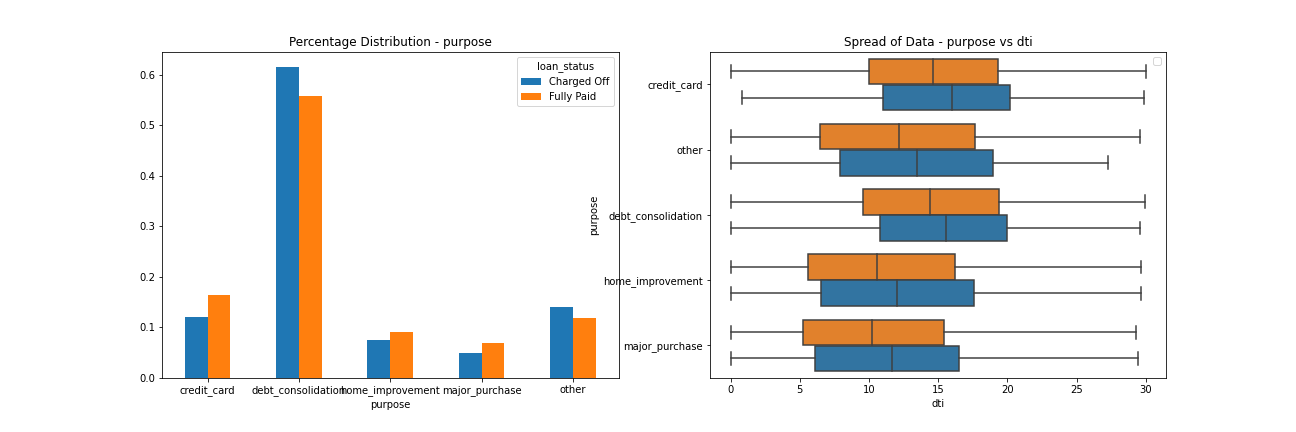 Percentage Distribution - purpose
loan_status
Charged Off
Fully Paid
0.6
0.5
0.4
0.3
0.2
0.1
0.0
credit_card debt_consolidation home_improvement major_purchase other
purpose
Spread of Data - purpose vs dti
purpose
credit_card
other
debt_consolidation
home_improvement
major_purchase
0 5 10 15 20 25 30
dti